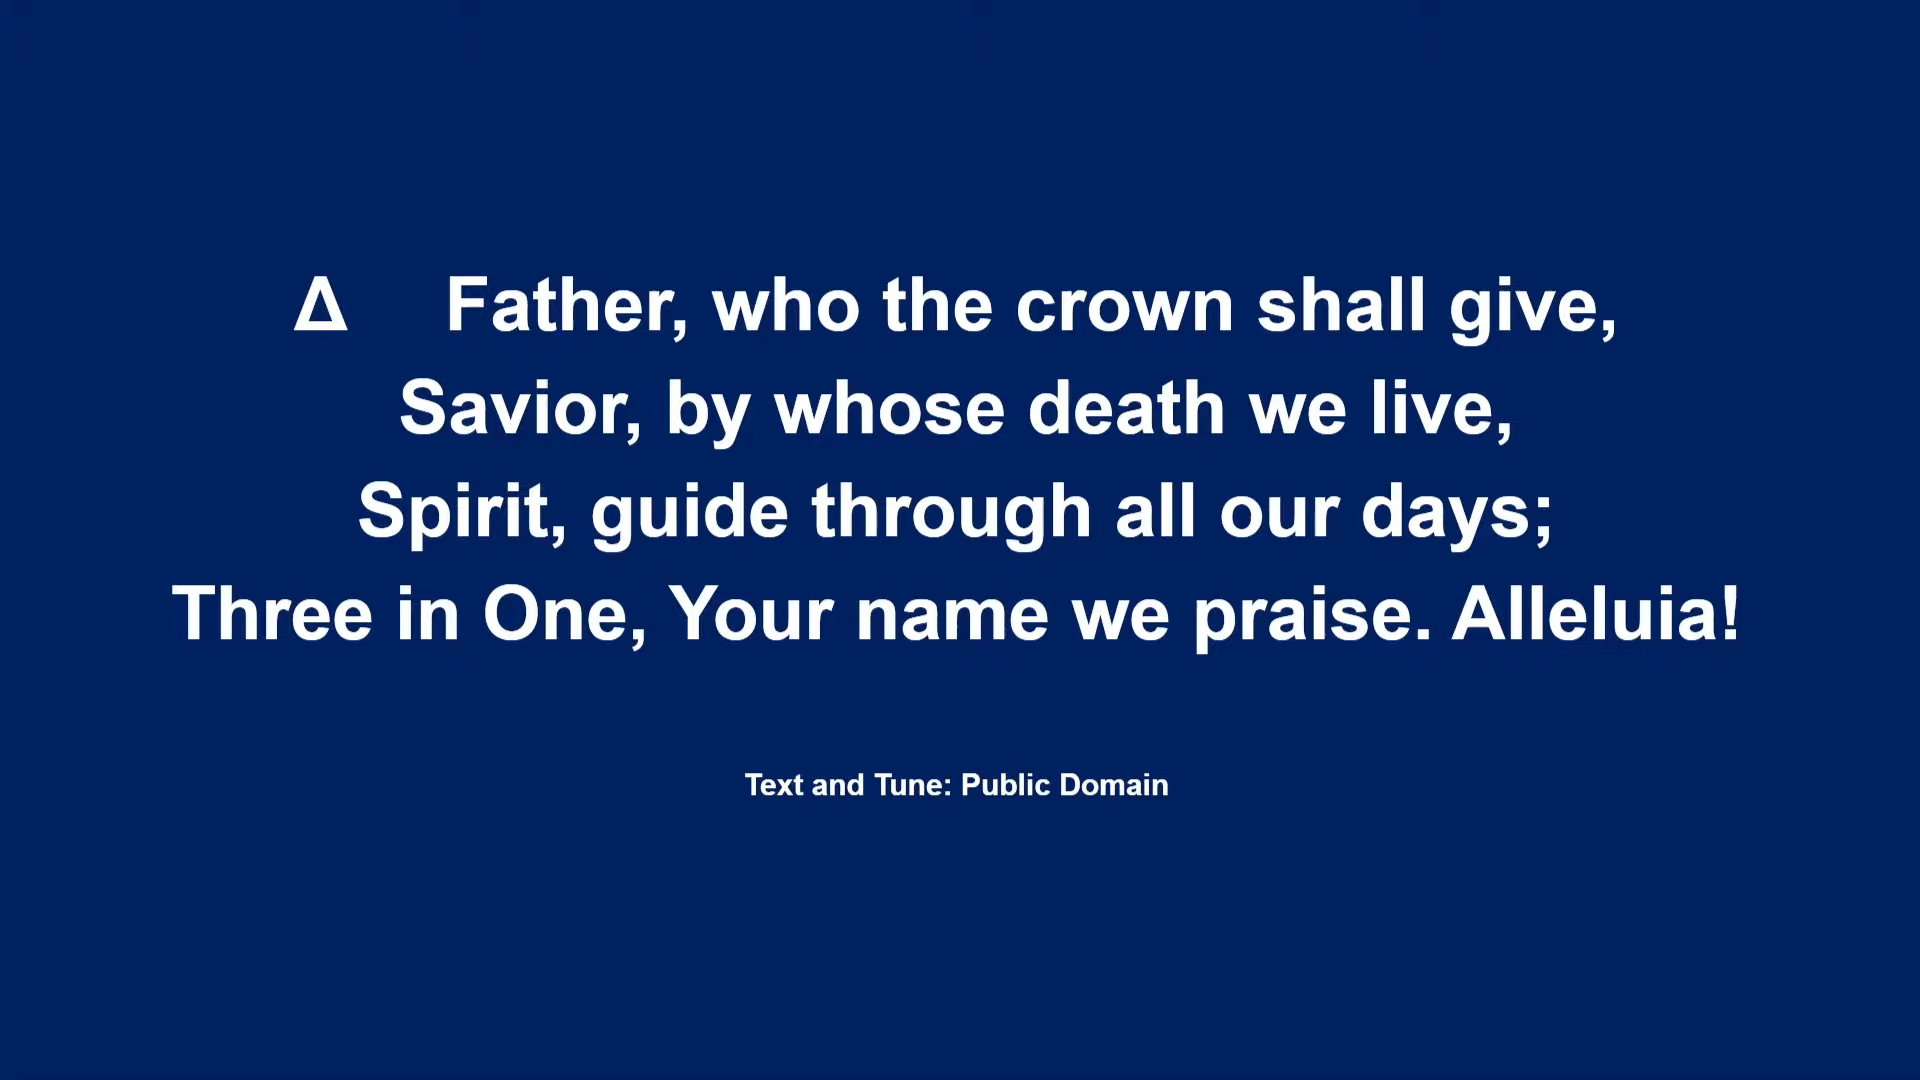 Δ Father, who the crown shall give,
Savior, by whose death we live,
Spirit, guide through all our days;
Three in One, Your name we praise. Alleluia!
Text and Tune: Public Domain